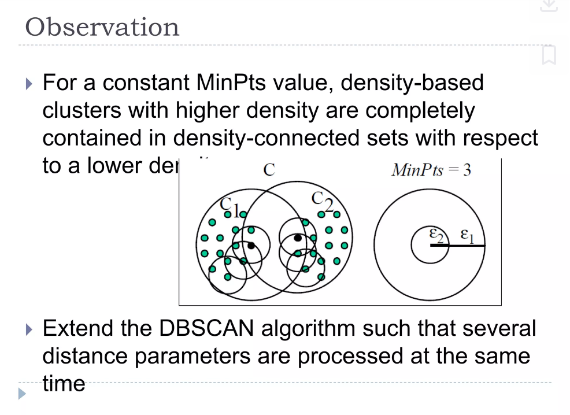 Observation
For a constant MinPts value, density-based
clusters with higher density are completely
contained in density-connected sets with respect
to a lower
C
MinPts = 3
C1
C2
ε2 ε1
Extend the DBSCAN algorithm such that several
distance parameters are processed at the same
time